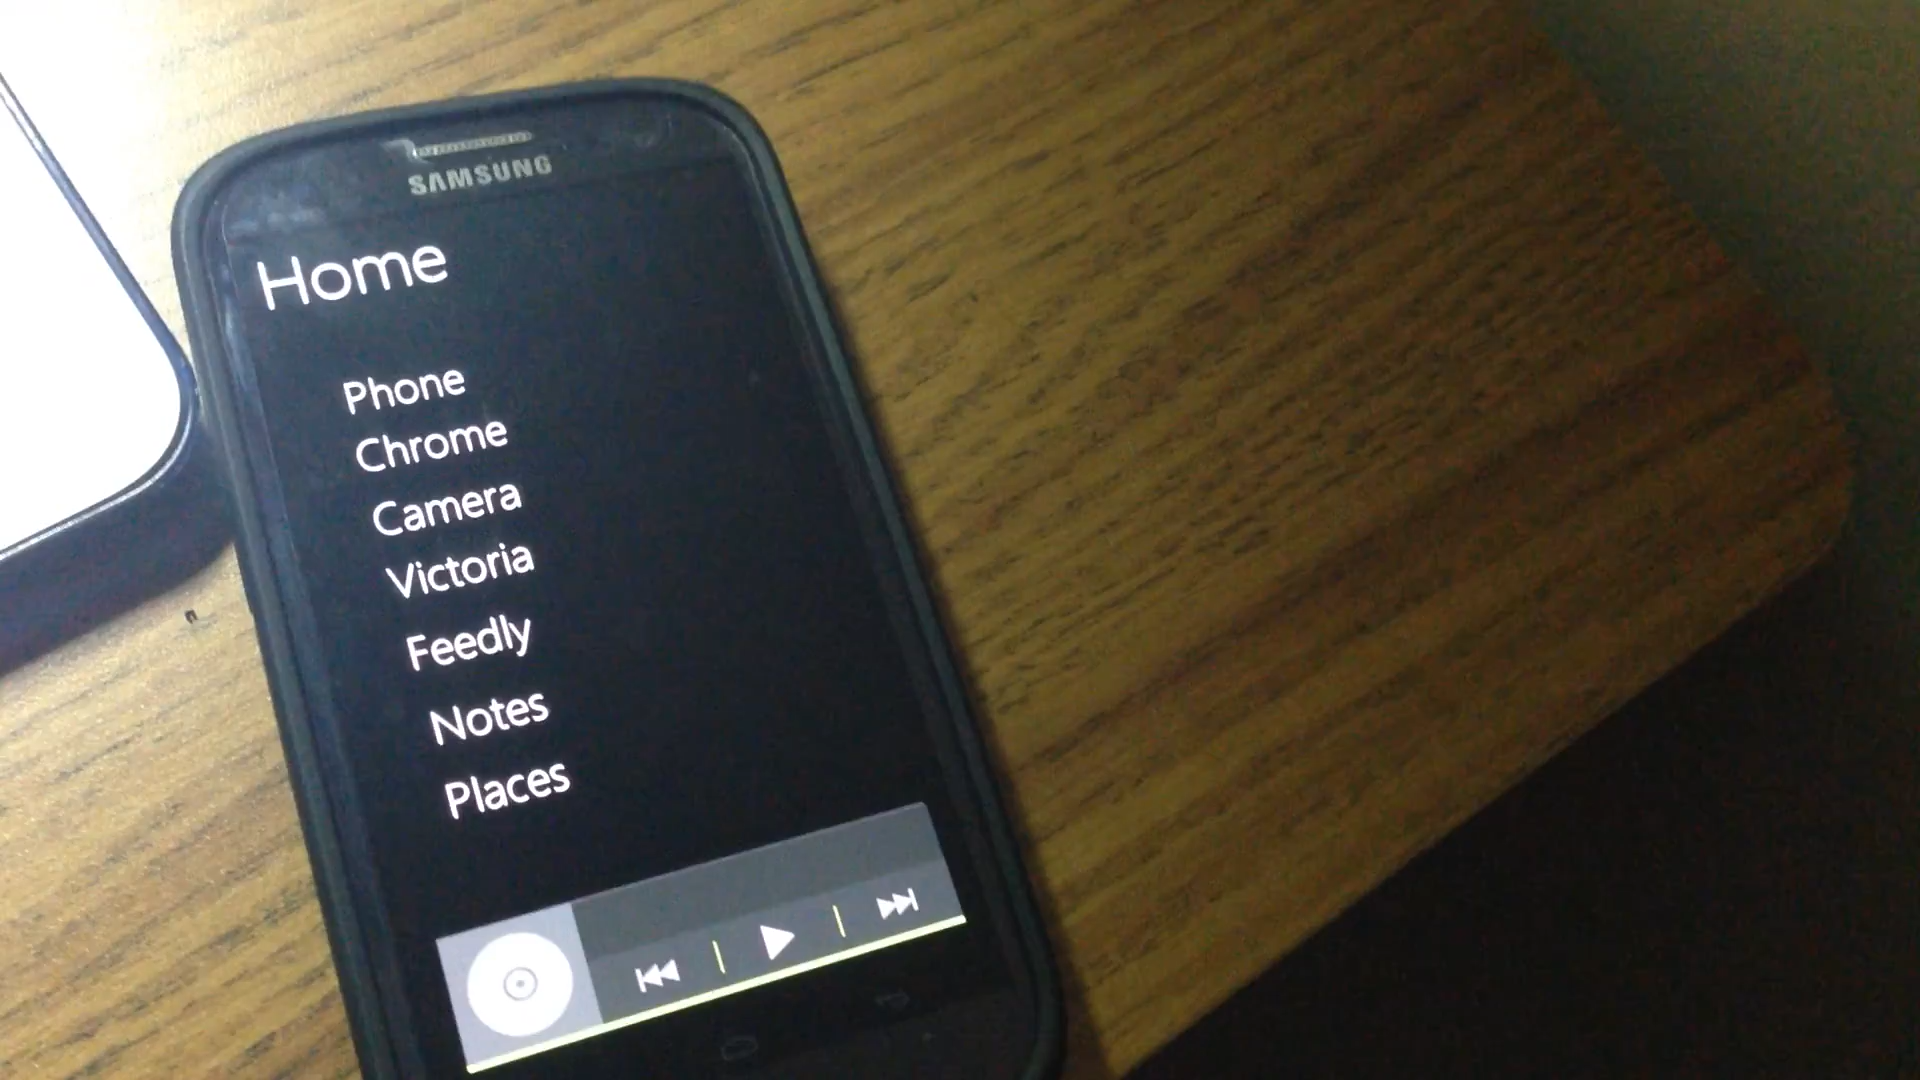 SAMSUNG
Home
Phone
Chrome
Camera
Victoria
Feedly
Notes
Places